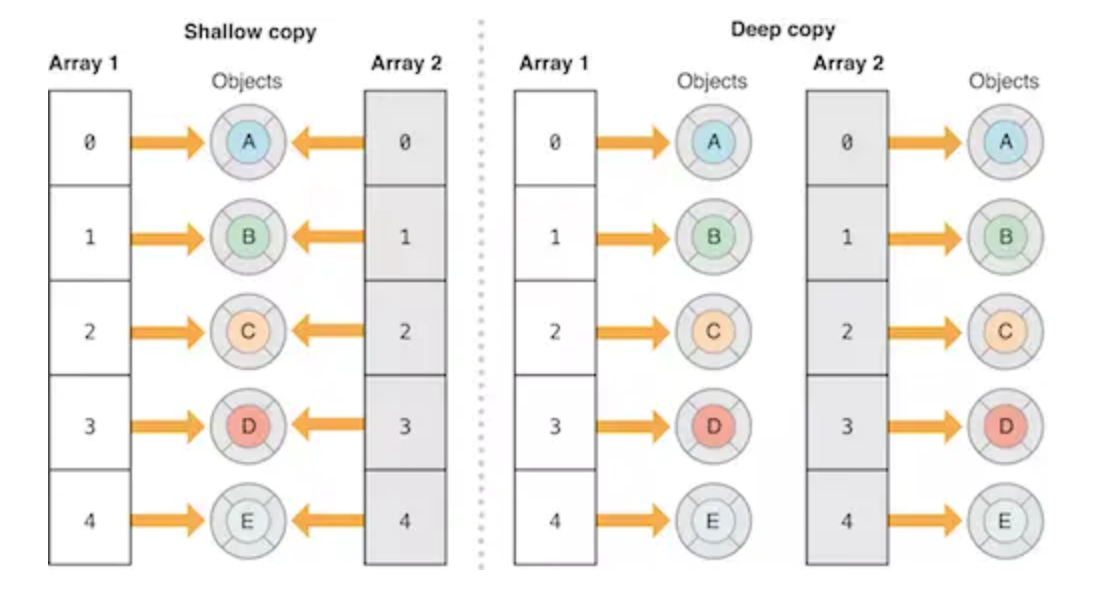 Shallow copy
Deep copy
Array 1
Objects
Array 2
Array 1
Objects
Array 2
Objects
0 A 0 0 A 0 A
1 B 1 1 B 1 B
2 C 2 2 C 2 C
3 D 3 3 D 3 D
4 E 4 4 E 4 E